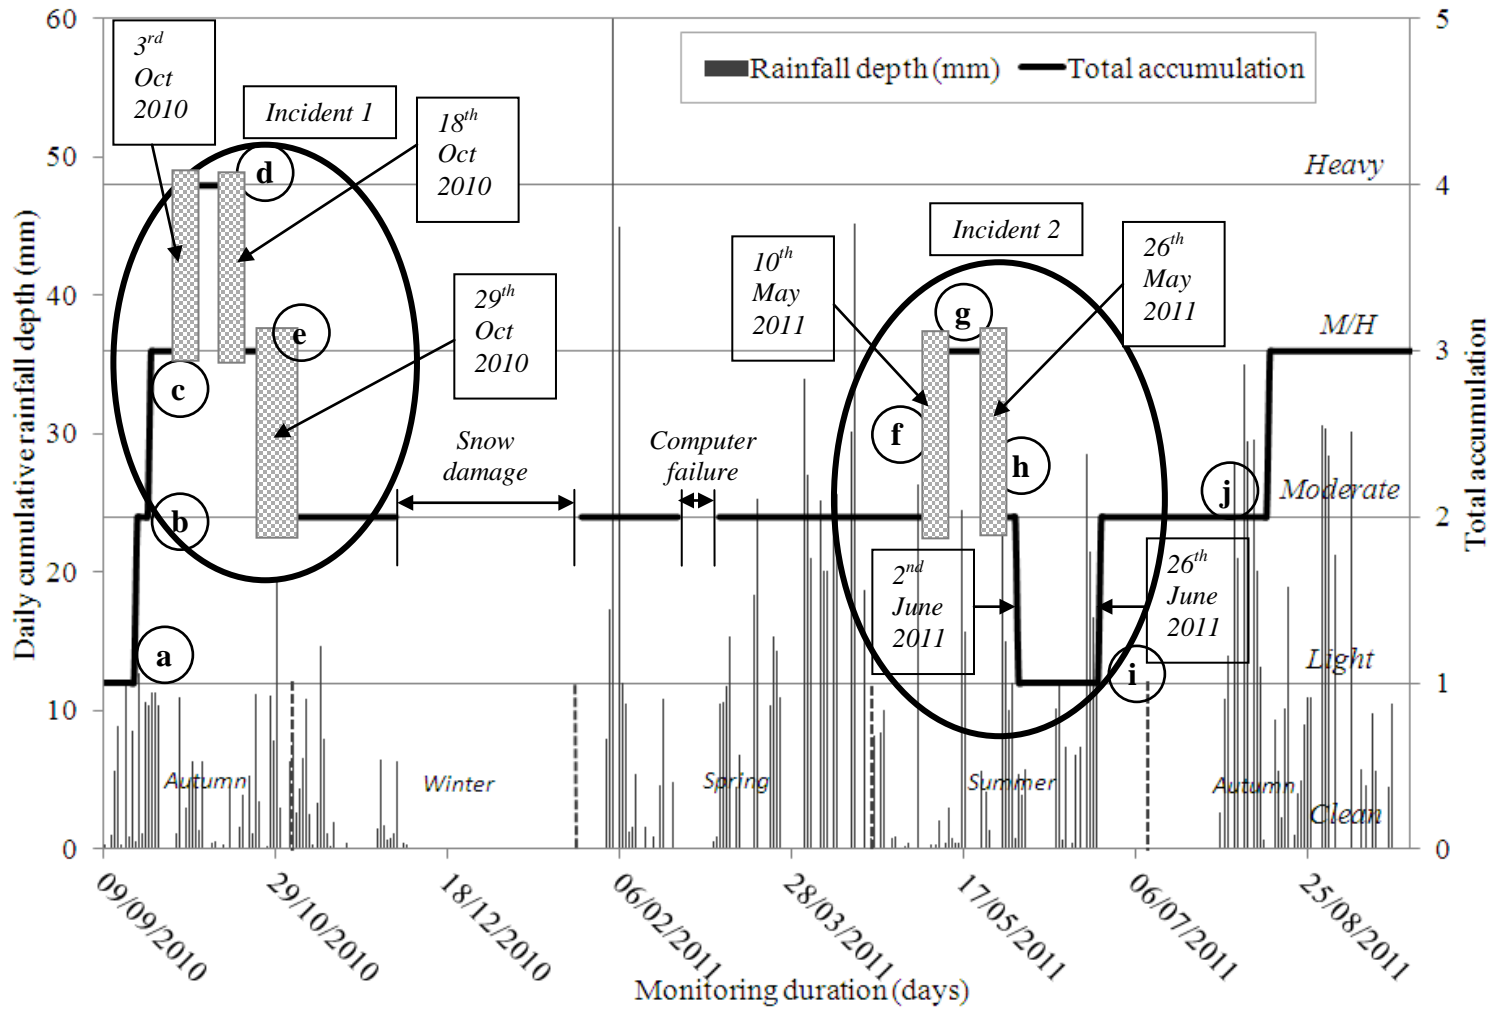 60
50
40
30
20
10
0
Daily cumulative rainfall depth (mm)
5
4
3
2
1
0
Total accumulation
Rainfall depth (mm)
Total accumulation
3rd
Oct
2010
Incident 1
18th
Oct
2010
29th
Oct
2010
Incident 2
10th
May
2011
26th
May
2011
2nd
June
2011
26th
June
2011
a
b
c
d
e
f
g
h
i
j
Snow
damage
Computer
failure
Heavy
M/H
Moderate
Light
Clean
Autumn
Winter
Spring
Summer
Autumn
09/09/2010
29/10/2010
18/12/2010
06/02/2011
28/03/2011
17/05/2011
06/07/2011
25/08/2011
Monitoring duration (days)